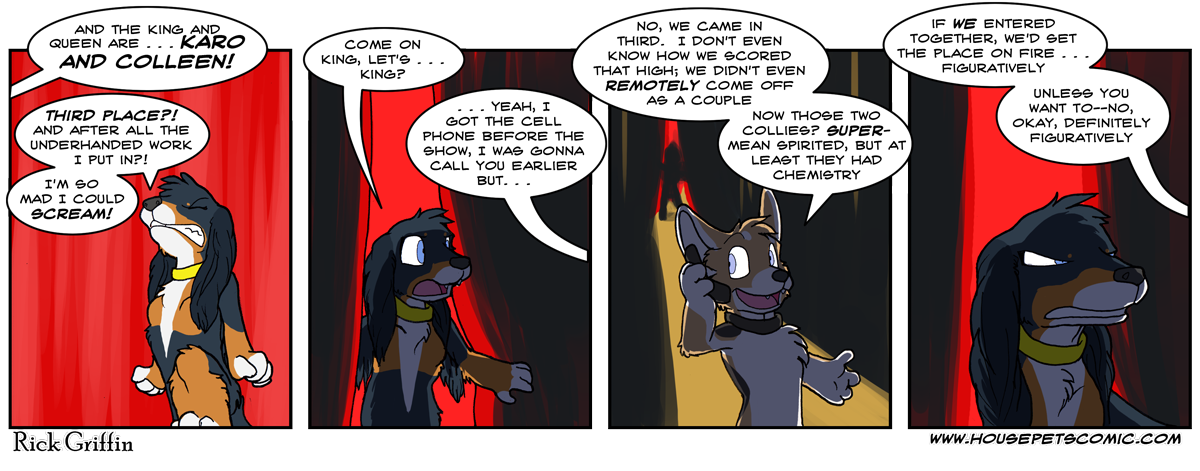 AND THE KING AND
QUEEN ARE . . . KARO
AND COLLEEN!
THIRD PLACE?!
AND AFTER ALL THE
UNDERHANDED WORK
I PUT IN?!
I'M SO
MAD I COULD
SCREAM!
COME ON
KING, LET'S . . .
KING?
. . . YEAH, I
GOT THE CELL
PHONE BEFORE THE
SHOW, I WAS GONNA
CALL YOU EARLIER
BUT. . .
NO, WE CAME IN
THIRD. I DON'T EVEN
KNOW HOW WE SCORED
THAT HIGH; WE DIDN'T EVEN
REMOTELY COME OFF
AS A COUPLE
NOW THOSE TWO
COLLIES? SUPER-
MEAN SPIRITED, BUT AT
LEAST THEY HAD
CHEMISTRY
IF WE ENTERED
TOGETHER, WE'D SET
THE PLACE ON FIRE . . .
FIGURATIVELY
UNLESS YOU
WANT TO--NO,
OKAY, DEFINITELY
FIGURATIVELY
Rick Griffin
WWW.HOUSEPETSCOMIC.COM